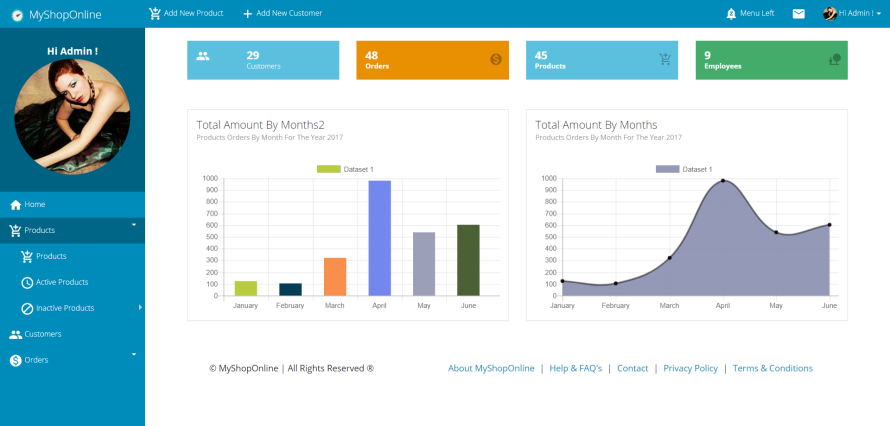 MyShopOnline
Add New Product
Add New Customer
Menu Left
Hi Admin !
Hi Admin !
Home
Products
Products
Active Products
Inactive Products
Customers
Orders
29
Customers
48
Orders
45
Products
9
Employees
Total Amount By Months2
Products Orders By Month For The Year 2017
Dataset 1
1000
900
800
700
600
500
400
300
200
100
0
January February March April May June
Total Amount By Months
Products Orders By Month For The Year 2017
Dataset 1
1000
900
800
700
600
500
400
300
200
100
0
January February March April May June
© MyShopOnline | All Rights Reserved ®
About MyShopOnline | Help & FAQ's | Contact | Privacy Policy | Terms & Conditions